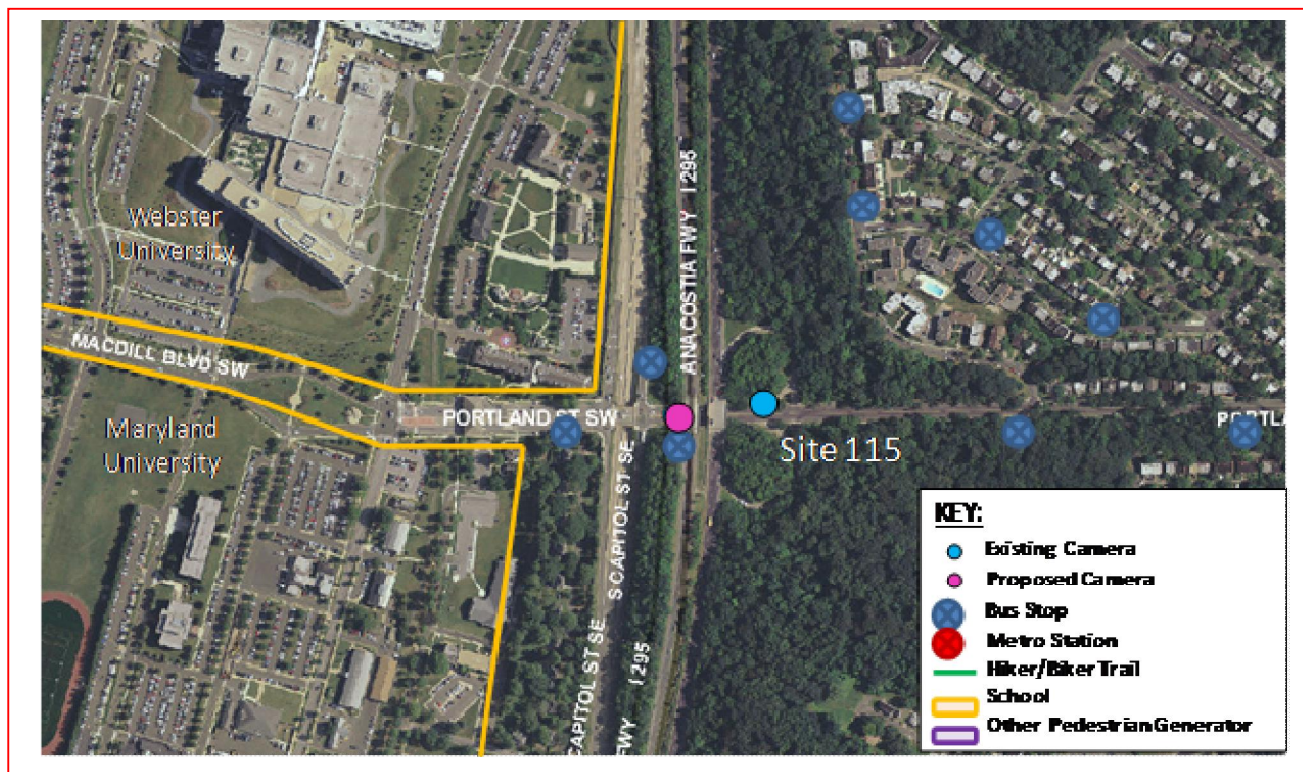 Webster
University
ANACOSTIA FWY I 295
MACDILL BLVD SW
PORTLAND ST SW
PORTLA
Maryland
University
Site 115
S CAPITOL ST SE
CAPITOL ST SE
FWY I 295
KEY:
Existing Camera
Proposed Camera
Bus Stop
Metro Station
Hiker/Biker Trail
School
Other Pedestrian Generator